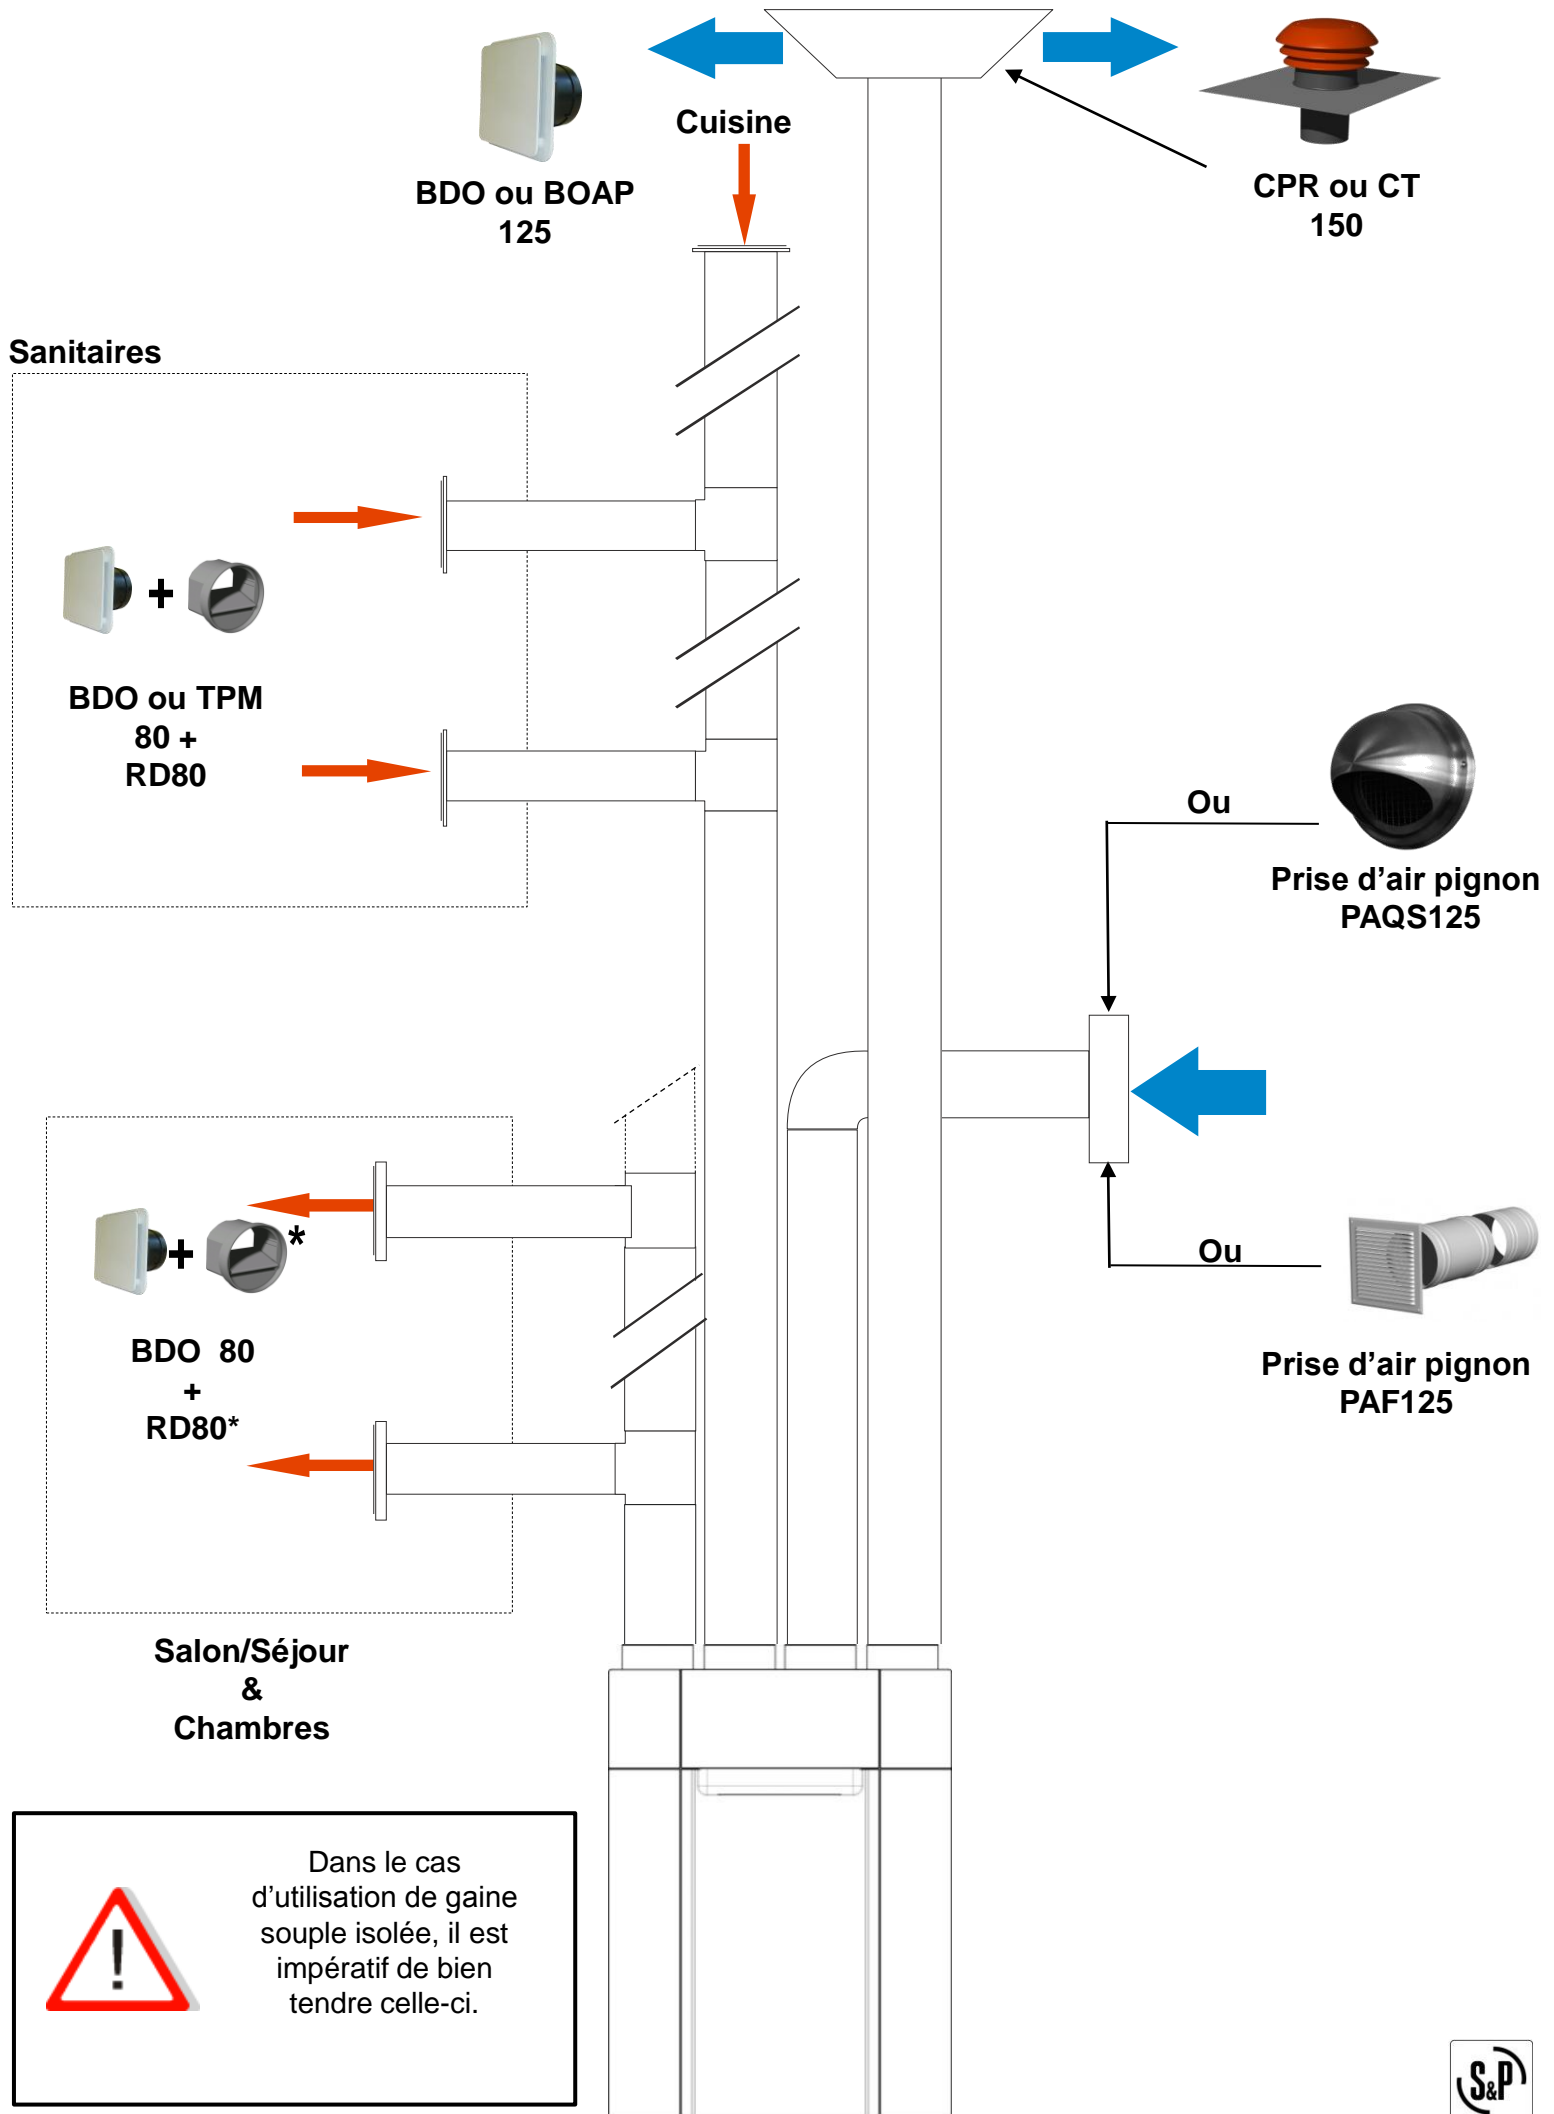 Cuisine
BDO ou BOAP
125
CPR ou CT
150
Sanitaires
+
BDO ou TPM
80 +
RD80
Ou
Prise d’air pignon
PAQS125
+
*
BDO 80
+
RD80*
Ou
Prise d’air pignon
PAF125
Salon/Séjour
&
Chambres
!
Dans le cas
d’utilisation de gaine
souple isolée, il est
impératif de bien
tendre celle-ci.
S&P